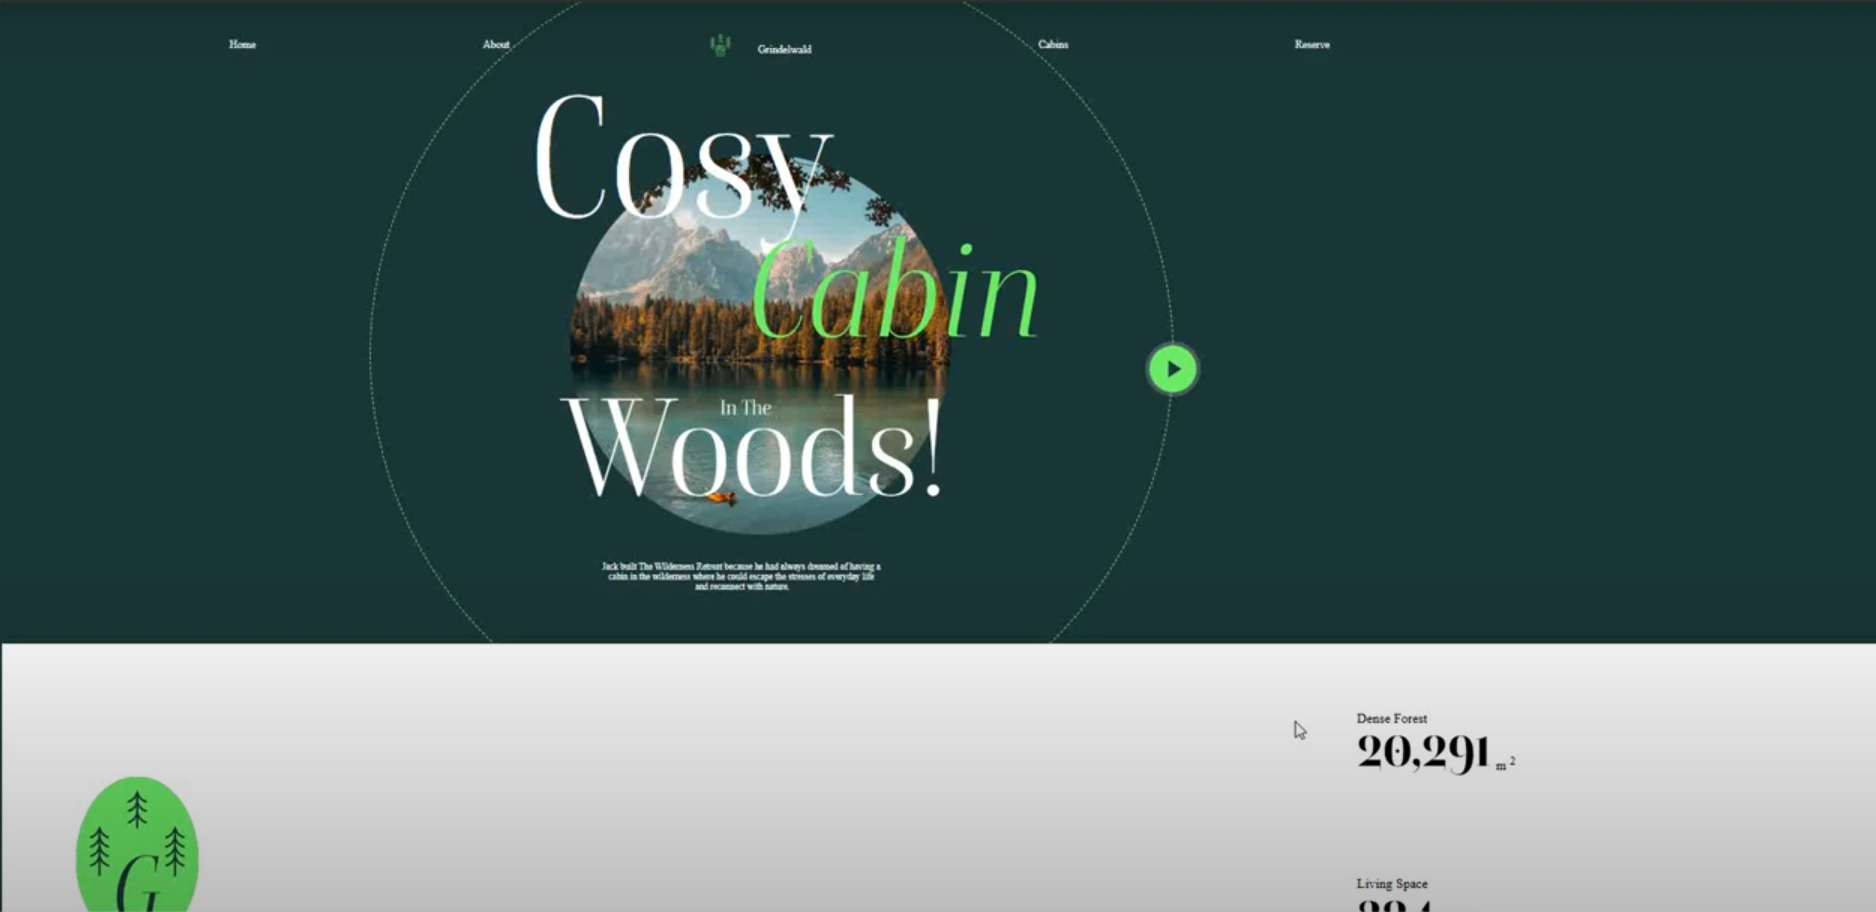 Home
About
Grindelwald
Cabins
Reserve
Cosy
Cabin
In The
Woods!
Jack built The Wilderness Retreat because he had always dreamed of having a
cabin in the wilderness where he could escape the stresses of everyday life
and reconnect with nature.
Dense Forest
20,291 m 2
G
Living Space